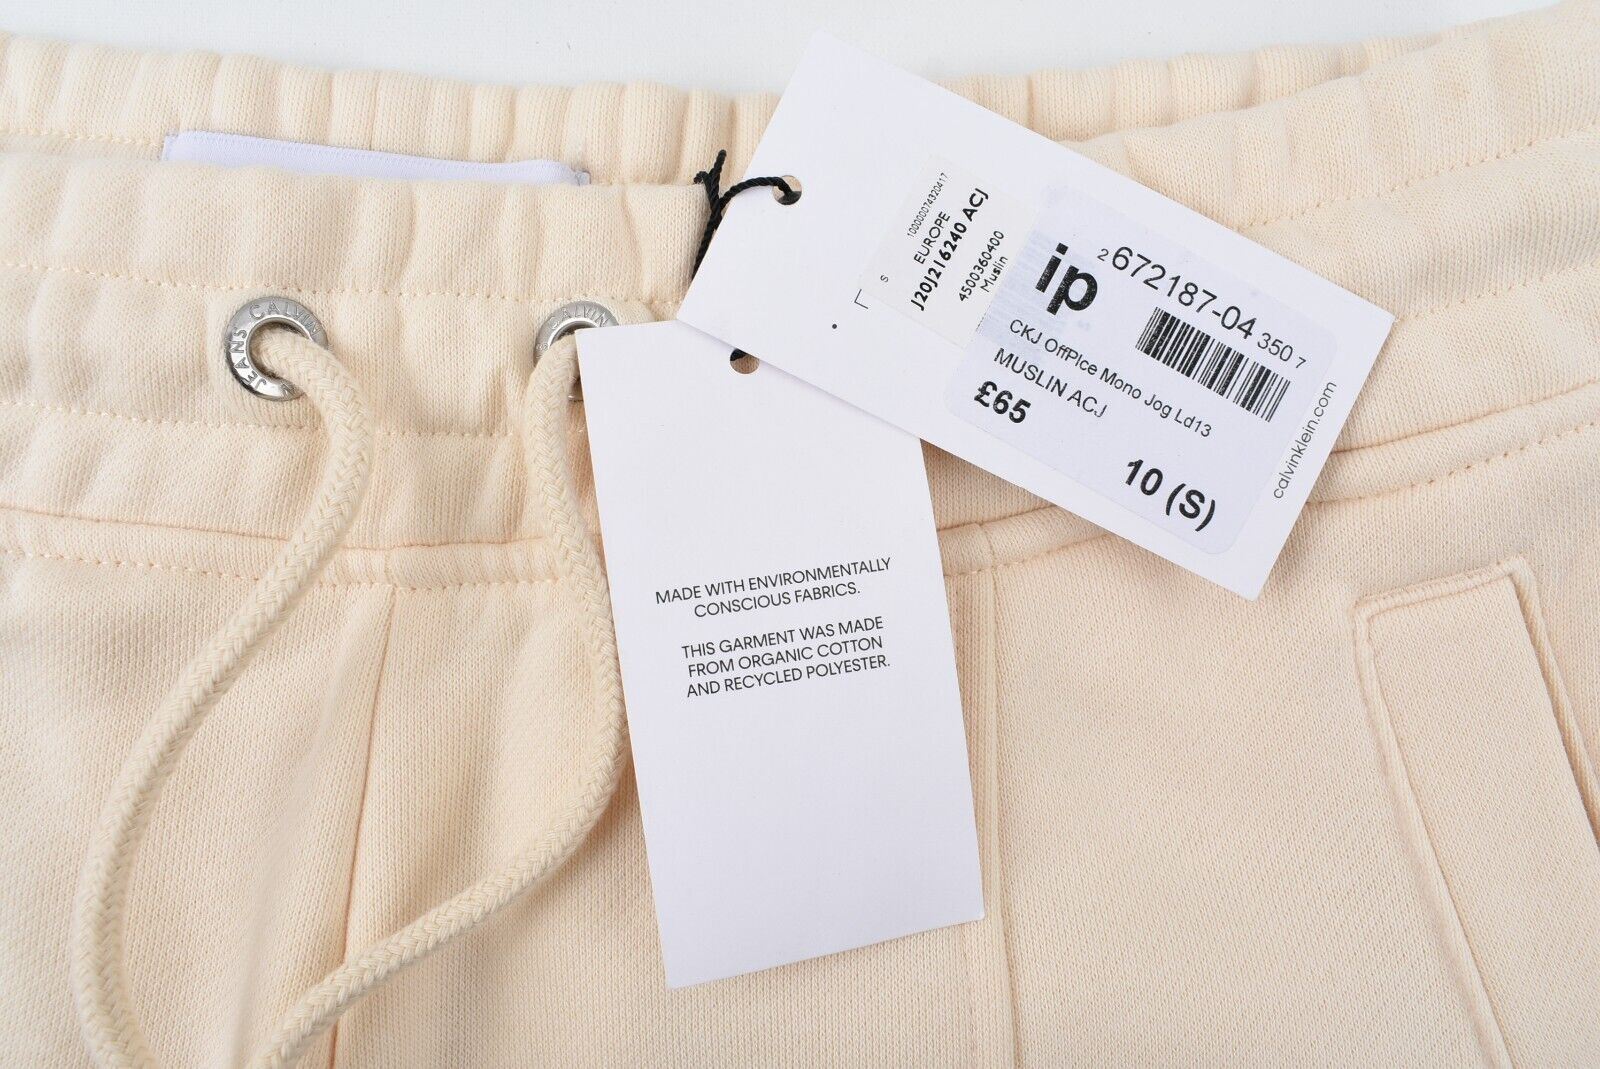 CALVIN
JEANS
CALVIN
10000074320417
EUROPE
J20J216240 ACJ
4500360400
Muslin
S
ip
2 672187-04 350 7
CKJ OffPlce Mono Jog Ld13
MUSLIN ACJ
£65
10 (S)
calvinklein.com
MADE WITH ENVIRONMENTALLY
CONSCIOUS FABRICS.
THIS GARMENT WAS MADE
FROM ORGANIC COTTON
AND RECYCLED POLYESTER.